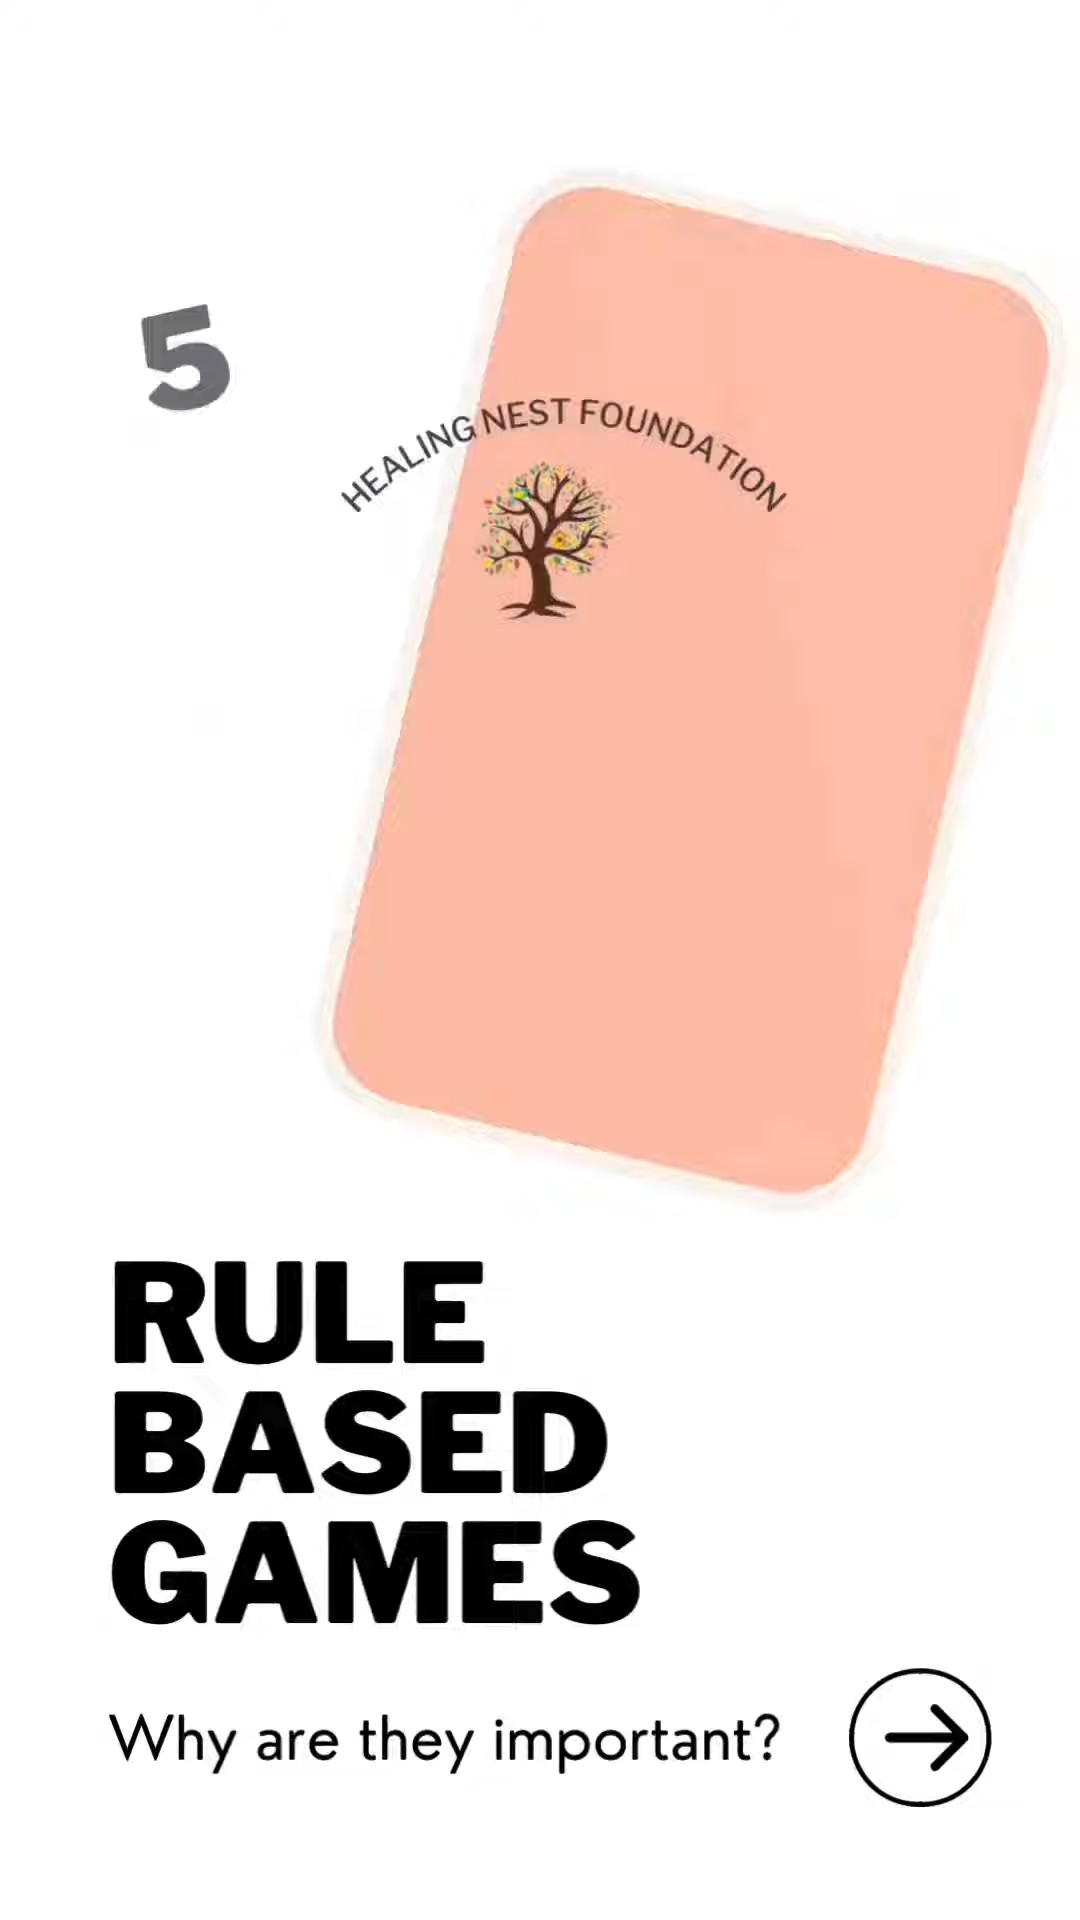 5
HEALING NEST FOUNDATION
RULE
BASED
GAMES
Why are they important?